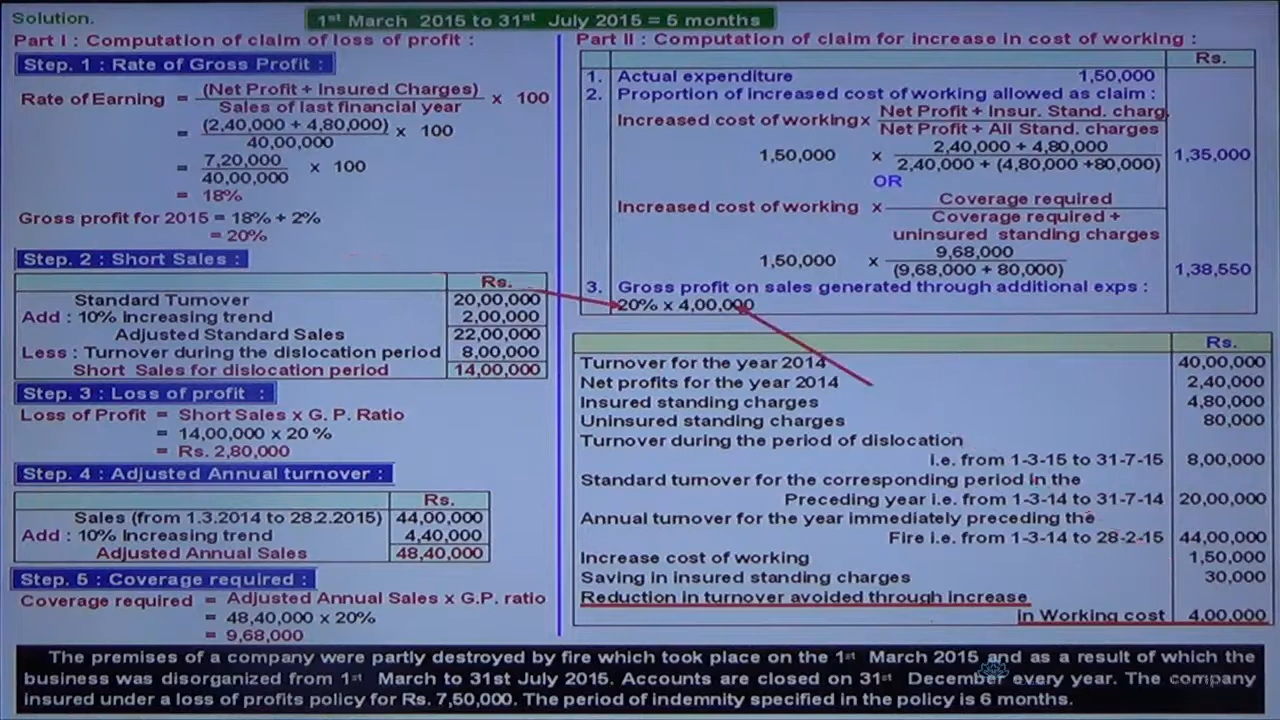 Solution.
1st March 2015 to 31st July 2015 = 5 months
Part I : Computation of claim of loss of profit :
Step. 1 : Rate of Gross Profit :
Rate of Earning = (Net Profit + Insured Charges) / Sales of last financial year x 100
= (2,40,000 + 4,80,000) / 40,00,000 x 100
= 7,20,000 / 40,00,000 x 100
= 18%
Gross profit for 2015 = 18% + 2%
= 20%
Step. 2 : Short Sales :
Rs.
Standard Turnover 20,00,000
Add : 10% Increasing trend 2,00,000
Adjusted Standard Sales 22,00,000
Less : Turnover during the dislocation period 8,00,000
Short Sales for dislocation period 14,00,000
Step. 3 : Loss of profit :
Loss of Profit = Short Sales x G. P. Ratio
= 14,00,000 x 20 %
= Rs. 2,80,000
Step. 4 : Adjusted Annual turnover :
Rs.
Sales (from 1.3.2014 to 28.2.2015) 44,00,000
Add : 10% Increasing trend 4,40,000
Adjusted Annual Sales 48,40,000
Step. 5 : Coverage required :
Coverage required = Adjusted Annual Sales x G.P. ratio
= 48,40,000 x 20%
= 9,68,000
Part II : Computation of claim for increase in cost of working :
Rs.
1. Actual expenditure 1,50,000
2. Proportion of increased cost of working allowed as claim :
Increased cost of working x Net Profit + Insur. Stand. charg. / Net Profit + All Stand. charges
1,50,000 x 2,40,000 + 4,80,000 / 2,40,000 + (4,80,000 +80,000) 1,35,000
OR
Increased cost of working x Coverage required / Coverage required +
uninsured standing charges
1,50,000 x 9,68,000 / (9,68,000 + 80,000) 1,38,550
3. Gross profit on sales generated through additional exps :
20% x 4,00,000
Rs.
Turnover for the year 2014 40,00,000
Net profits for the year 2014 2,40,000
Insured standing charges 4,80,000
Uninsured standing charges 80,000
Turnover during the period of dislocation
i.e. from 1-3-15 to 31-7-15 8,00,000
Standard turnover for the corresponding period in the
Preceding year i.e. from 1-3-14 to 31-7-14 20,00,000
Annual turnover for the year immediately preceding the
Fire i.e. from 1-3-14 to 28-2-15 44,00,000
Increase cost of working 1,50,000
Saving in insured standing charges 30,000
Reduction in turnover avoided through increase
in Working cost 4,00,000
The premises of a company were partly destroyed by fire which took place on the 1st March 2015 and as a result of which the
business was disorganized from 1st March to 31st July 2015. Accounts are closed on 31st December every year. The company
insured under a loss of profits policy for Rs. 7,50,000. The period of indemnity specified in the policy is 6 months.